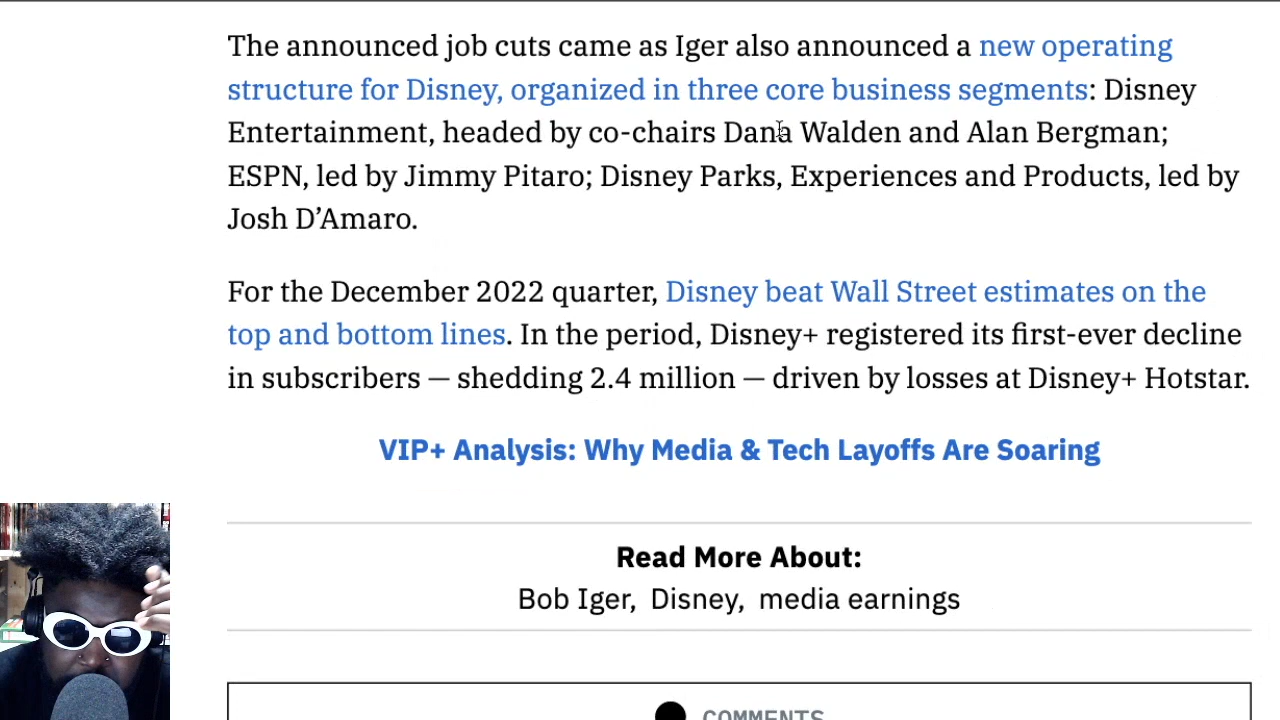 The announced job cuts came as Iger also announced a new operating
structure for Disney, organized in three core business segments: Disney
Entertainment, headed by co-chairs Dana Walden and Alan Bergman;
ESPN, led by Jimmy Pitaro; Disney Parks, Experiences and Products, led by
Josh D’Amaro.
For the December 2022 quarter, Disney beat Wall Street estimates on the
top and bottom lines. In the period, Disney+ registered its first-ever decline
in subscribers — shedding 2.4 million — driven by losses at Disney+ Hotstar.
VIP+ Analysis: Why Media & Tech Layoffs Are Soaring
Read More About:
Bob Iger, Disney, media earnings
COMMENTS